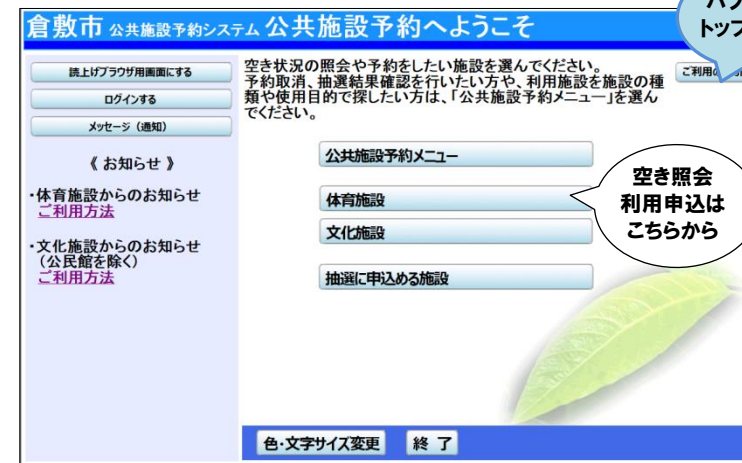 倉敷市 公共施設予約システム 公共施設予約へようこそ
トップ
読上げブラウザ用画面にする
ログインする
メッセージ（通知）
《 お知らせ 》
・体育施設からのお知らせ
ご利用方法
・文化施設からのお知らせ
（公民館を除く）
ご利用方法
空き状況の照会や予約をしたい施設を選んでください。
予約取消、抽選結果確認を行いたい方や、利用施設を施設の種
類や使用目的で探したい方は、「公共施設予約メニュー」を選ん
でください。
ご利用
公共施設予約メニュー
体育施設
文化施設
抽選に申込める施設
空き照会
利用申込は
こちらから
色・文字サイズ変更
終 了